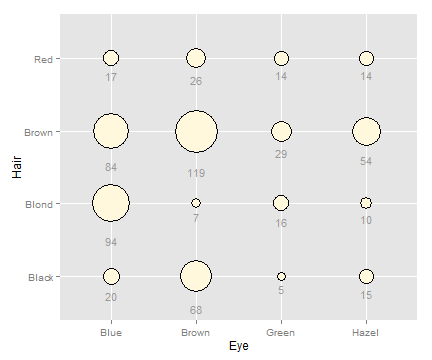 Red
17 26 14 14
Brown
84 119 29 54
Hair
Blond
94 7 16 10
Black
20 68 5 15
Blue Brown Green Hazel
Eye